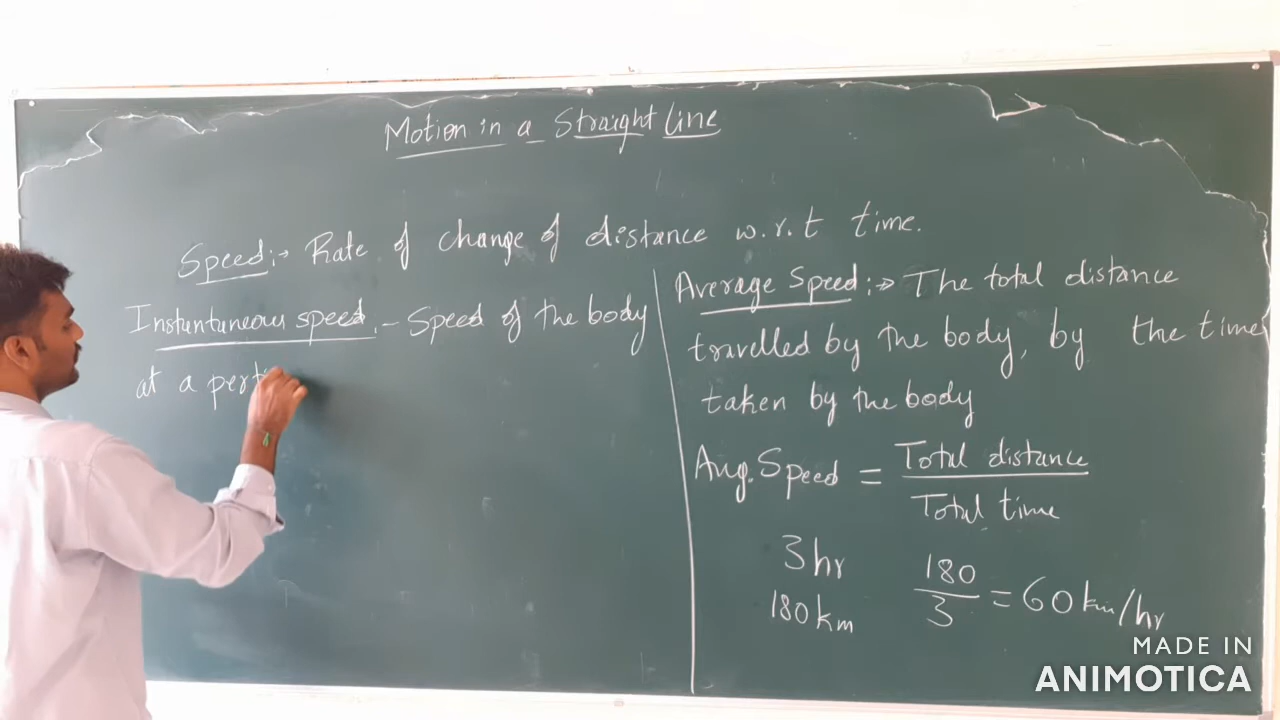 Motion in a Straight Line
Speed:→ Rate of change of distance w.r.t time.
Instantaneous speed:- Speed of the body
at a perti
Average Speed:→ The total distance
travelled by the body, by the time
taken by the body
Avg. Speed = Total distance
Total time
3 hr
180 km
180
3
= 60 km/hr
MADE IN
ANIMOTICA